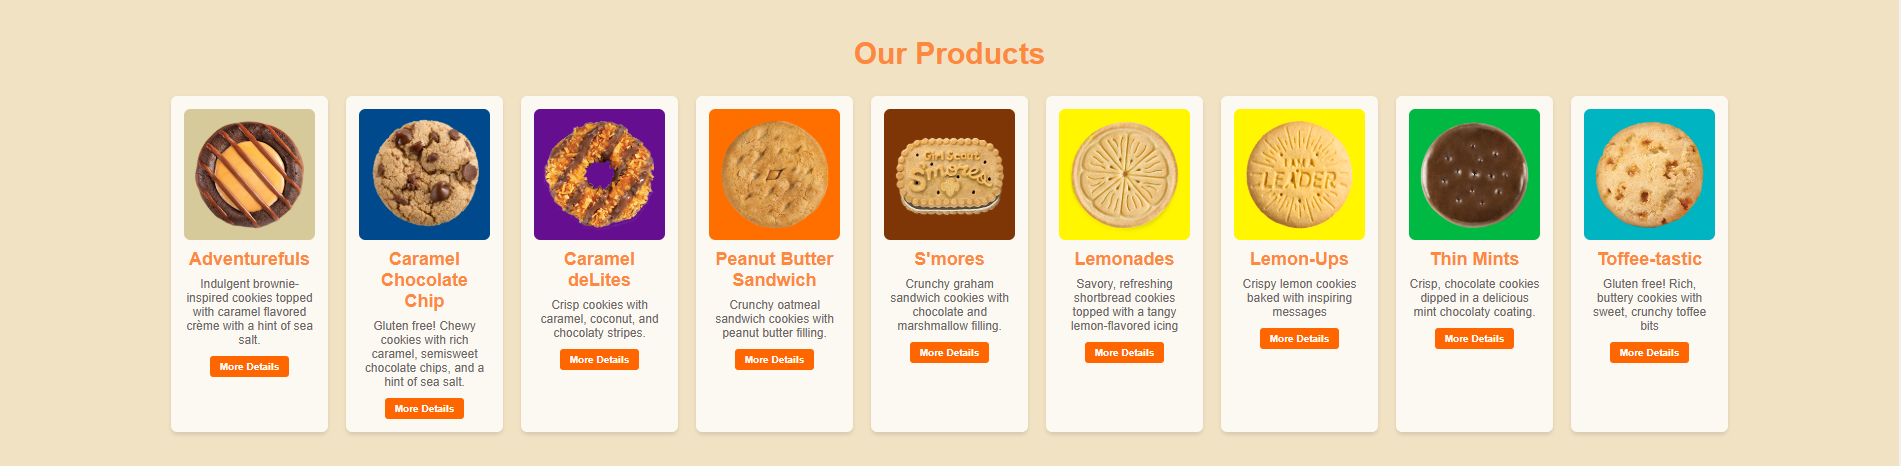 Our Products
Girl Scout
S'mores
I AM A
LEADER
Adventurefuls
Indulgent brownie-
inspired cookies topped
with caramel flavored
crème with a hint of sea
salt.
More Details
Caramel
Chocolate
Chip
Gluten free! Chewy
cookies with rich
caramel, semisweet
chocolate chips, and a
hint of sea salt.
More Details
Caramel
deLites
Crisp cookies with
caramel, coconut, and
chocolaty stripes.
More Details
Peanut Butter
Sandwich
Crunchy oatmeal
sandwich cookies with
peanut butter filling.
More Details
S'mores
Crunchy graham
sandwich cookies with
chocolate and
marshmallow filling.
More Details
Lemonades
Savory, refreshing
shortbread cookies
topped with a tangy
lemon-flavored icing
More Details
Lemon-Ups
Crispy lemon cookies
baked with inspiring
messages
More Details
Thin Mints
Crisp, chocolate cookies
dipped in a delicious
mint chocolaty coating.
More Details
Toffee-tastic
Gluten free! Rich,
buttery cookies with
sweet, crunchy toffee
bits
More Details